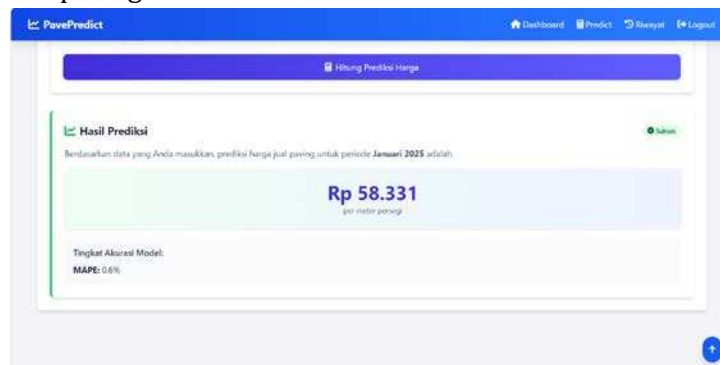 PavePredict
Dashboard Predict Riwayat Logout
Hitung Prediksi Harga
Hasil Prediksi
Sukses
Berdasarkan data yang Anda masukkan, prediksi harga jual paving untuk periode Januari 2025 adalah:
Rp 58.331
per meter persegi
Tingkat Akurasi Model:
MAPE: 0.6%